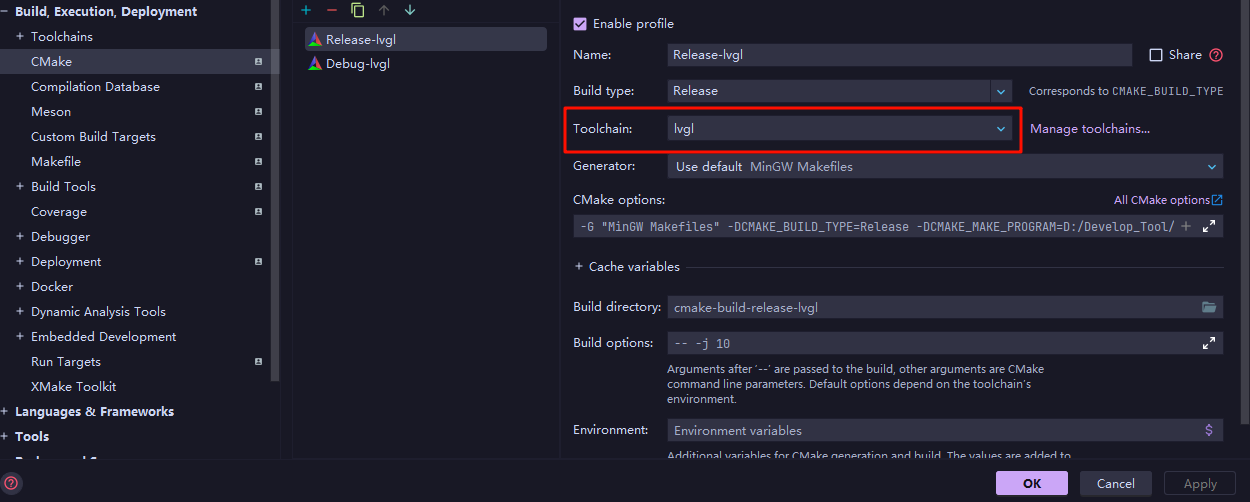 Build, Execution, Deployment
Toolchains
CMake
Compilation Database
Meson
Custom Build Targets
Makefile
Build Tools
Coverage
Debugger
Deployment
Docker
Dynamic Analysis Tools
Embedded Development
Run Targets
XMake Toolkit
Languages & Frameworks
Tools
Release-lvgl
Debug-lvgl
Enable profile
Name: Release-lvgl Share
Build type: Release Corresponds to CMAKE_BUILD_TYPE
Toolchain: lvgl Manage toolchains...
Generator: Use default MinGW Makefiles
CMake options: All CMake options
-G "MinGW Makefiles" -DCMAKE_BUILD_TYPE=Release -DCMAKE_MAKE_PROGRAM=D:/Develop_Tool/
Cache variables
Build directory: cmake-build-release-lvgl
Build options: -- -j 10
Arguments after '--' are passed to the build, other arguments are CMake
command line parameters. Default options depend on the toolchain's
environment.
Environment: Environment variables
Additional variables for CMake generation and build. The values are added to
OK Cancel Apply